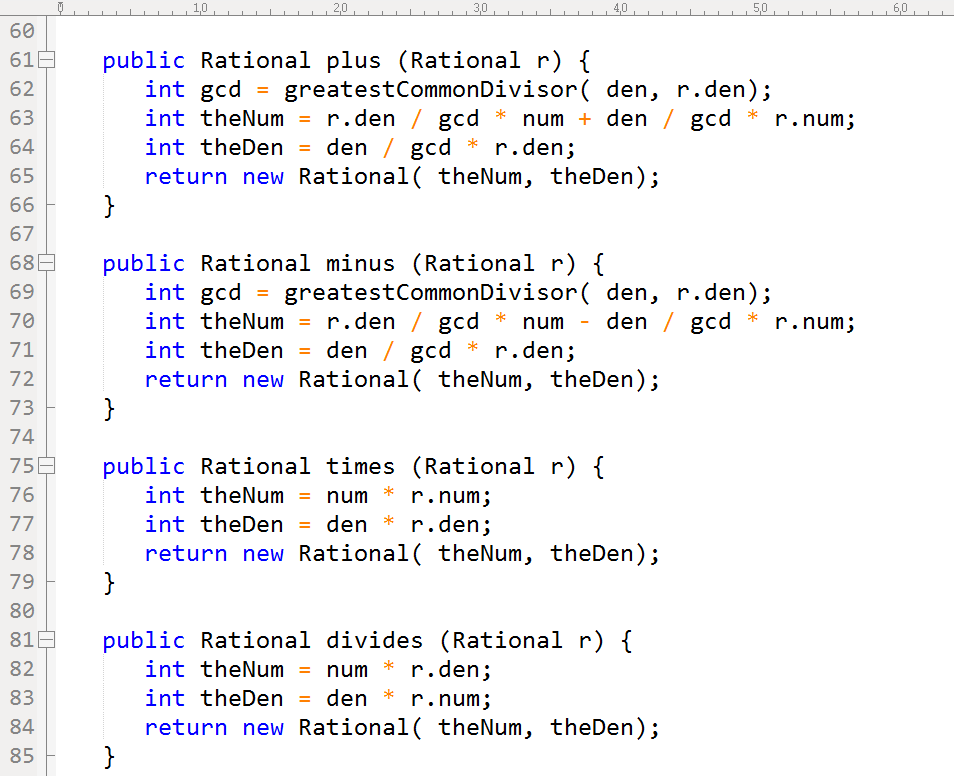 0 10 20 30 40 50 60
60
61 public Rational plus (Rational r) {
62 int gcd = greatestCommonDivisor( den, r.den);
63 int theNum = r.den / gcd * num + den / gcd * r.num;
64 int theDen = den / gcd * r.den;
65 return new Rational( theNum, theDen);
66 }
67
68 public Rational minus (Rational r) {
69 int gcd = greatestCommonDivisor( den, r.den);
70 int theNum = r.den / gcd * num - den / gcd * r.num;
71 int theDen = den / gcd * r.den;
72 return new Rational( theNum, theDen);
73 }
74
75 public Rational times (Rational r) {
76 int theNum = num * r.num;
77 int theDen = den * r.den;
78 return new Rational( theNum, theDen);
79 }
80
81 public Rational divides (Rational r) {
82 int theNum = num * r.den;
83 int theDen = den * r.num;
84 return new Rational( theNum, theDen);
85 }